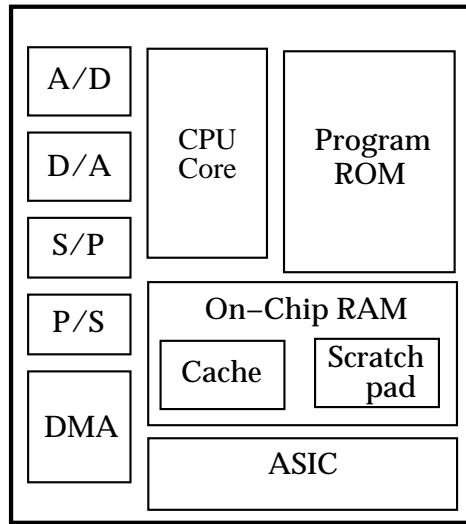 A/D
D/A
S/P
P/S
DMA
CPU
Core
Program
ROM
On−Chip RAM
Cache
Scratch
pad
ASIC